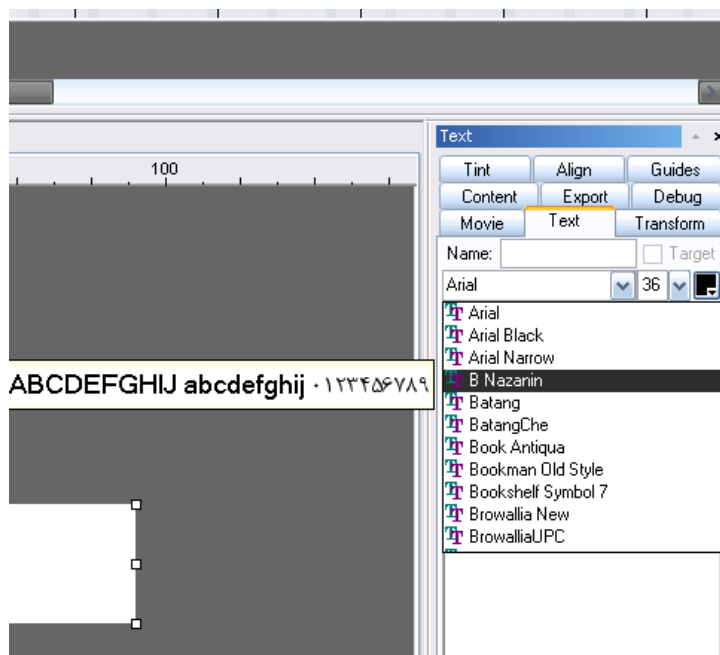 Text
100
Tint Align Guides
Content Export Debug
Movie Text Transform
Name: Target
Arial 36
Arial
Arial Black
Arial Narrow
ABCDEFGHIJ abcdefghij ۰۱۲۳۴۵۶۷۸۹
B Nazanin
Batang
BatangChe
Book Antiqua
Bookman Old Style
Bookshelf Symbol 7
Browallia New
BrowalliaUPC